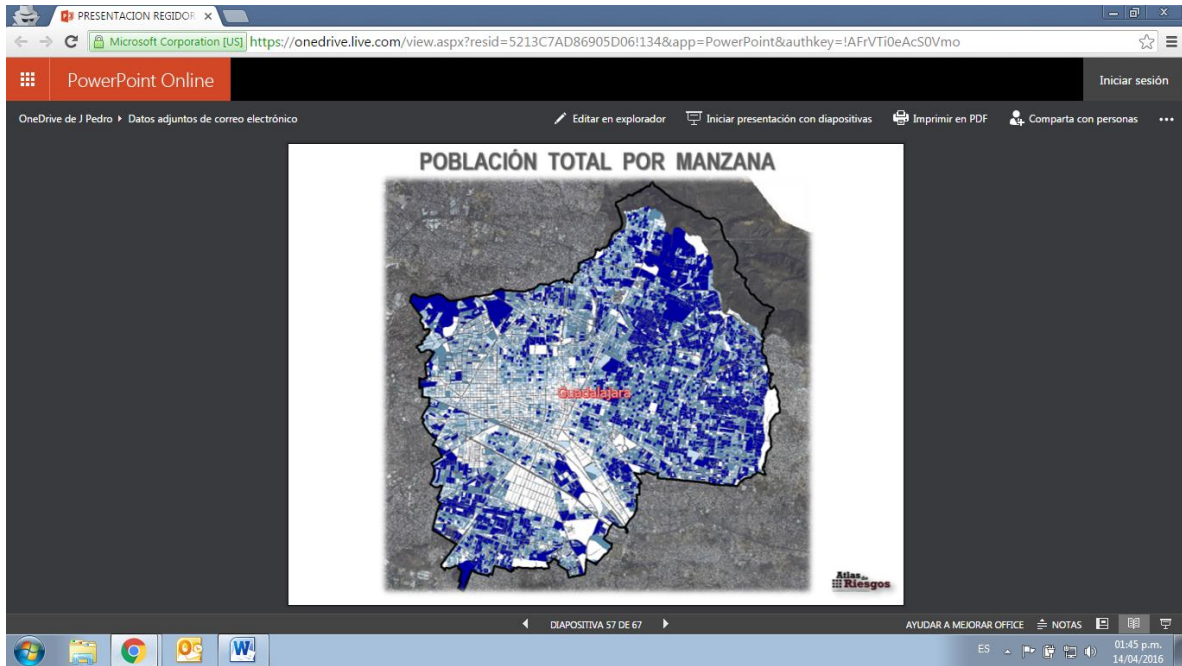 PRESENTACION REGIDOR
Microsoft Corporation [US] https://onedrive.live.com/view.aspx?resid=5213C7AD86905D06!134&app=PowerPoint&authkey=!AFrVTi0eAcS0Vmo
PowerPoint Online
Iniciar sesión
OneDrive de J Pedro ▸ Datos adjuntos de correo electrónico
Editar en explorador
Iniciar presentación con diapositivas
Imprimir en PDF
Comparta con personas
POBLACIÓN TOTAL POR MANZANA
Guadalajara
Atlas de
Riesgos
DIAPOSITIVA 57 DE 67
AYUDAR A MEJORAR OFFICE
NOTAS
ES
01:45 p.m.
14/04/2016